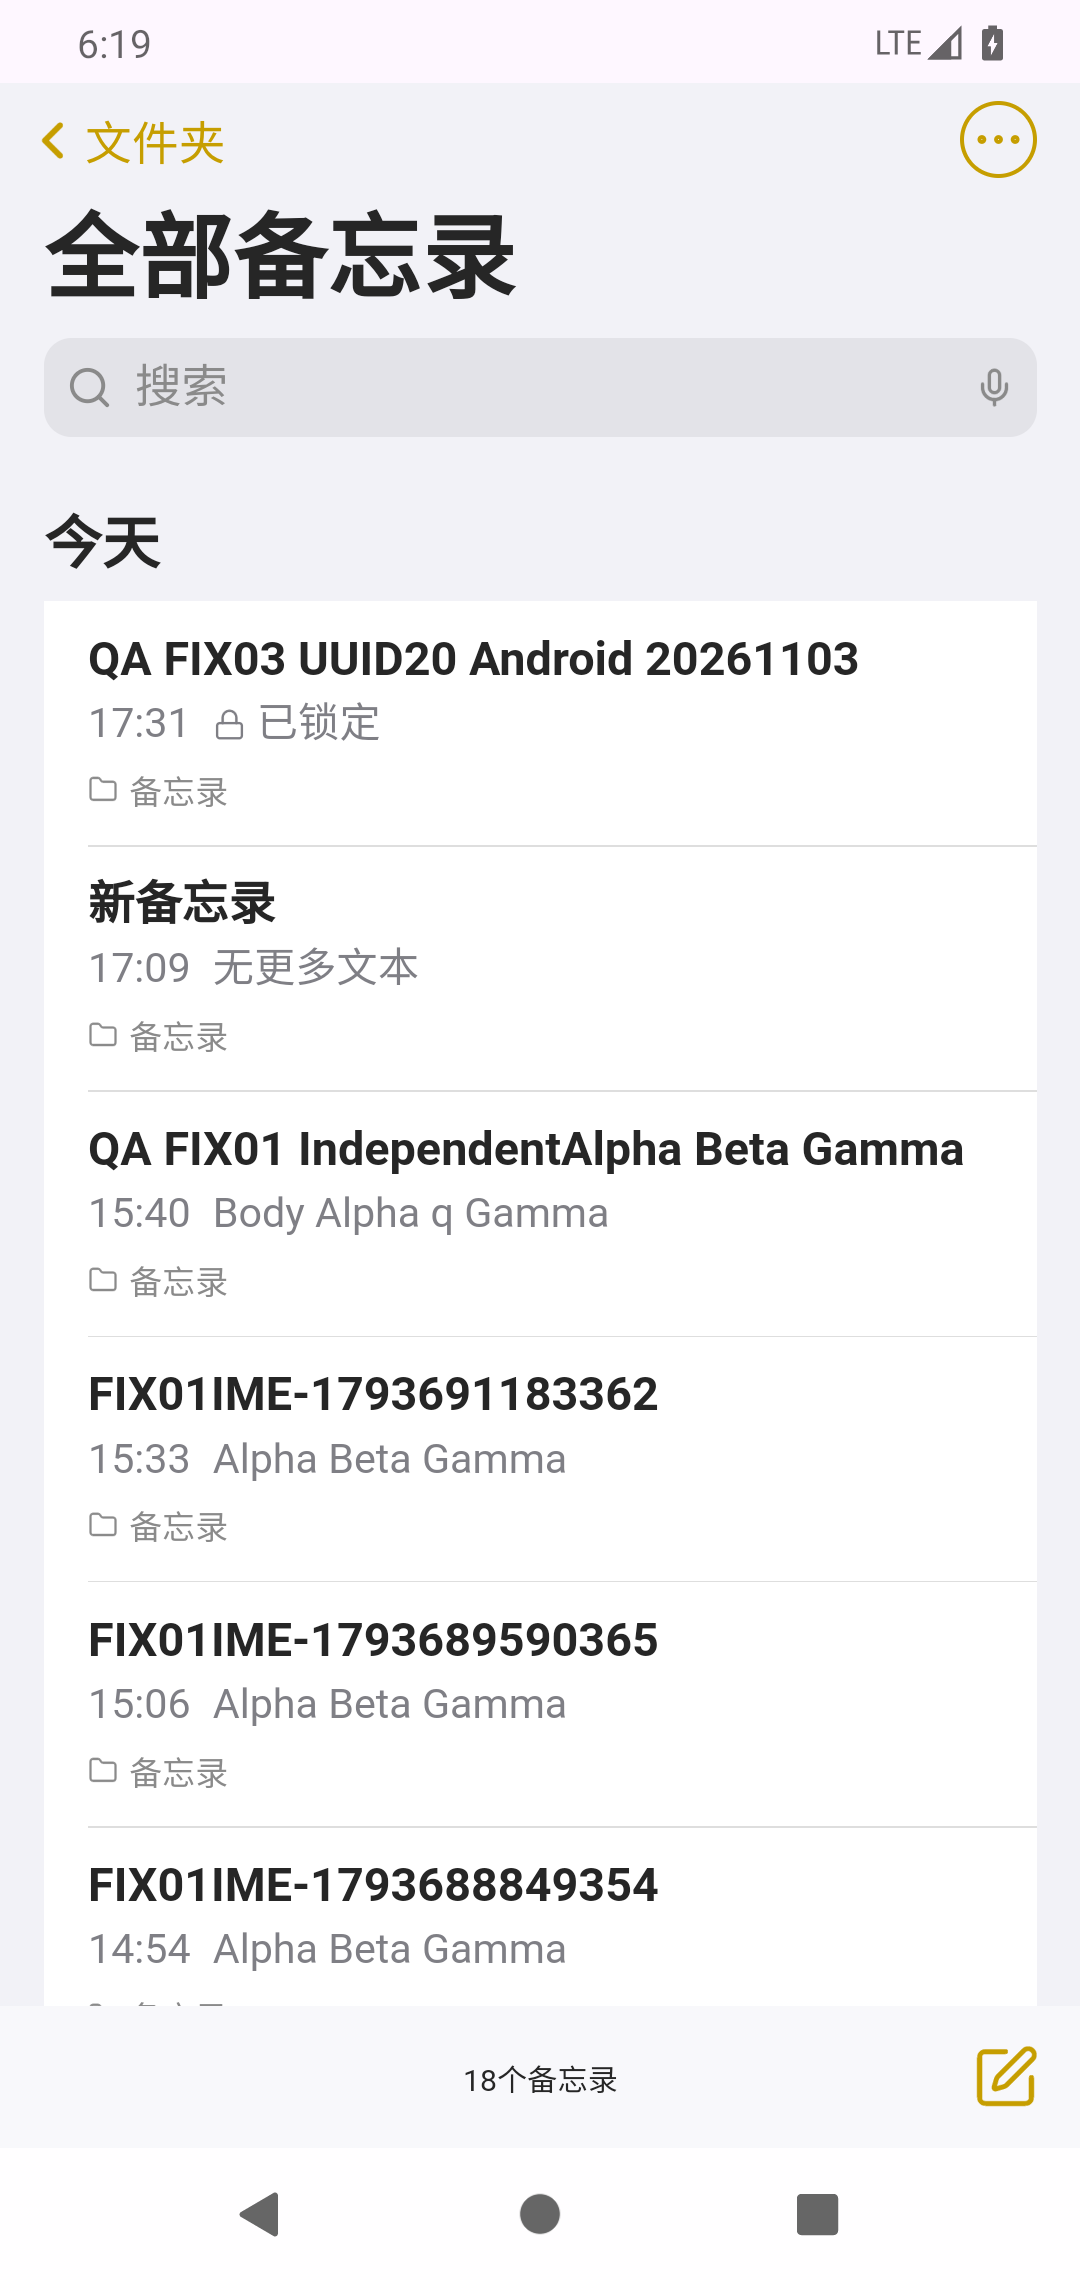 6:19
LTE
文件夹
全部备忘录
搜索
今天
QA FIX03 UUID20 Android 20261103
17:31 已锁定
备忘录
新备忘录
17:09 无更多文本
备忘录
QA FIX01 IndependentAlpha Beta Gamma
15:40 Body Alpha q Gamma
备忘录
FIX01IME-1793691183362
15:33 Alpha Beta Gamma
备忘录
FIX01IME-1793689590365
15:06 Alpha Beta Gamma
备忘录
FIX01IME-1793688849354
14:54 Alpha Beta Gamma
18个备忘录